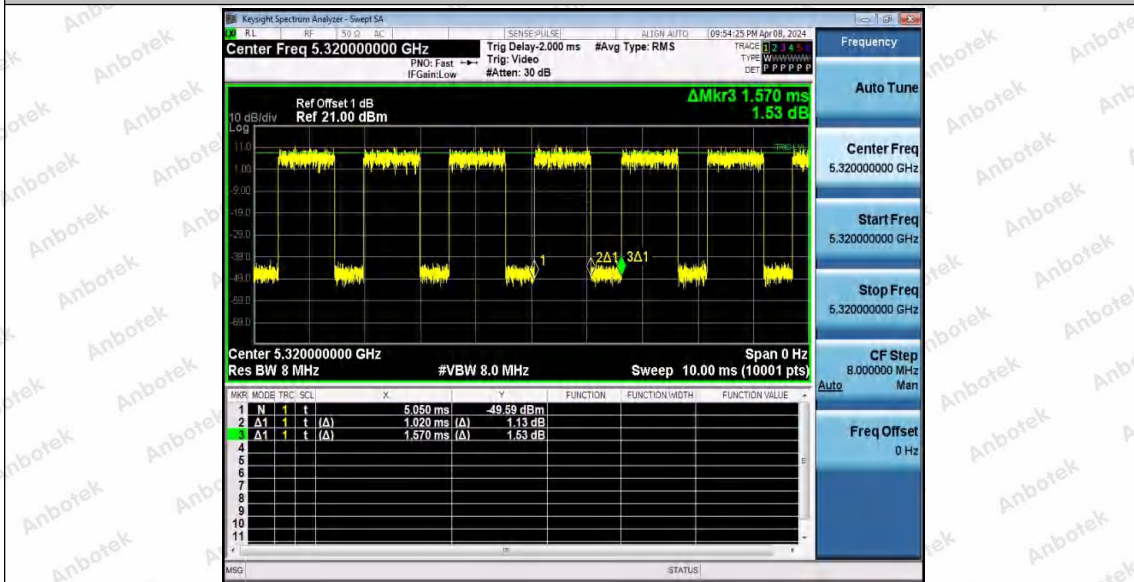 Keysight Spectrum Analyzer - Swept SA
RL RF 50 Ω AC SENSE:PULSE ALIGN AUTO 09:54:25 PM Apr 08, 2024
Center Freq 5.320000000 GHz Trig Delay-2.000 ms #Avg Type: RMS TRACE 1 2 3 4 5 6
PNO: Fast Trig: Video TYPE W
IFGain:Low #Atten: 30 dB DET P P P P P P
Frequency
Auto Tune
Center Freq
5.320000000 GHz
Start Freq
5.320000000 GHz
Stop Freq
5.320000000 GHz
CF Step
8.000000 MHz
Auto Man
Freq Offset
0 Hz
ΔMkr3 1.570 ms
1.53 dB
Ref Offset 1 dB
10 dB/div Ref 21.00 dBm
Log
11.0
1.00
-9.00
-19.0
-29.0
-39.0
-49.0
-59.0
-69.0
1 2Δ1 3Δ1
Center 5.320000000 GHz Span 0 Hz
Res BW 8 MHz #VBW 8.0 MHz Sweep 10.00 ms (10001 pts)
MKR MODE TRC SCL X Y FUNCTION FUNCTION WIDTH FUNCTION VALUE
1 N 1 t 5.050 ms -49.59 dBm
2 Δ1 1 t (Δ) 1.020 ms (Δ) 1.13 dB
3 Δ1 1 t (Δ) 1.570 ms (Δ) 1.53 dB
4
5
6
7
8
9
10
11
MSG STATUS
Anbotek